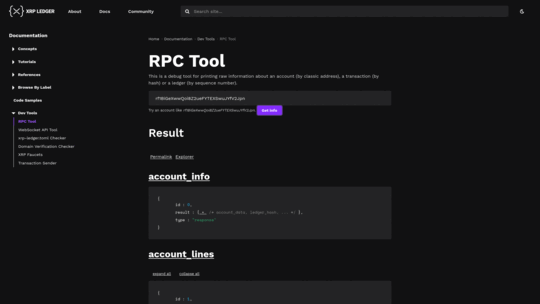 XRP LEDGER
About
Docs
Community
Search site...
Documentation
Concepts
Tutorials
References
Browse By Label
Code Samples
Dev Tools
RPC Tool
WebSocket API Tool
xrp-ledger.toml Checker
Domain Verification Checker
XRP Faucets
Transaction Sender
Home
Documentation
Dev Tools
RPC Tool
RPC Tool
This is a debug tool for printing raw information about an account (by classic address), a transaction (by
hash) or a ledger (by sequence number).
Try an account like
Get info
Result
Permalink
Explorer
account_info
{
id :
result : { ... /* account_data, ledger_hash, ... */ },
type : "response"
}
account_lines
expand all
collapse all
{
id : 1,